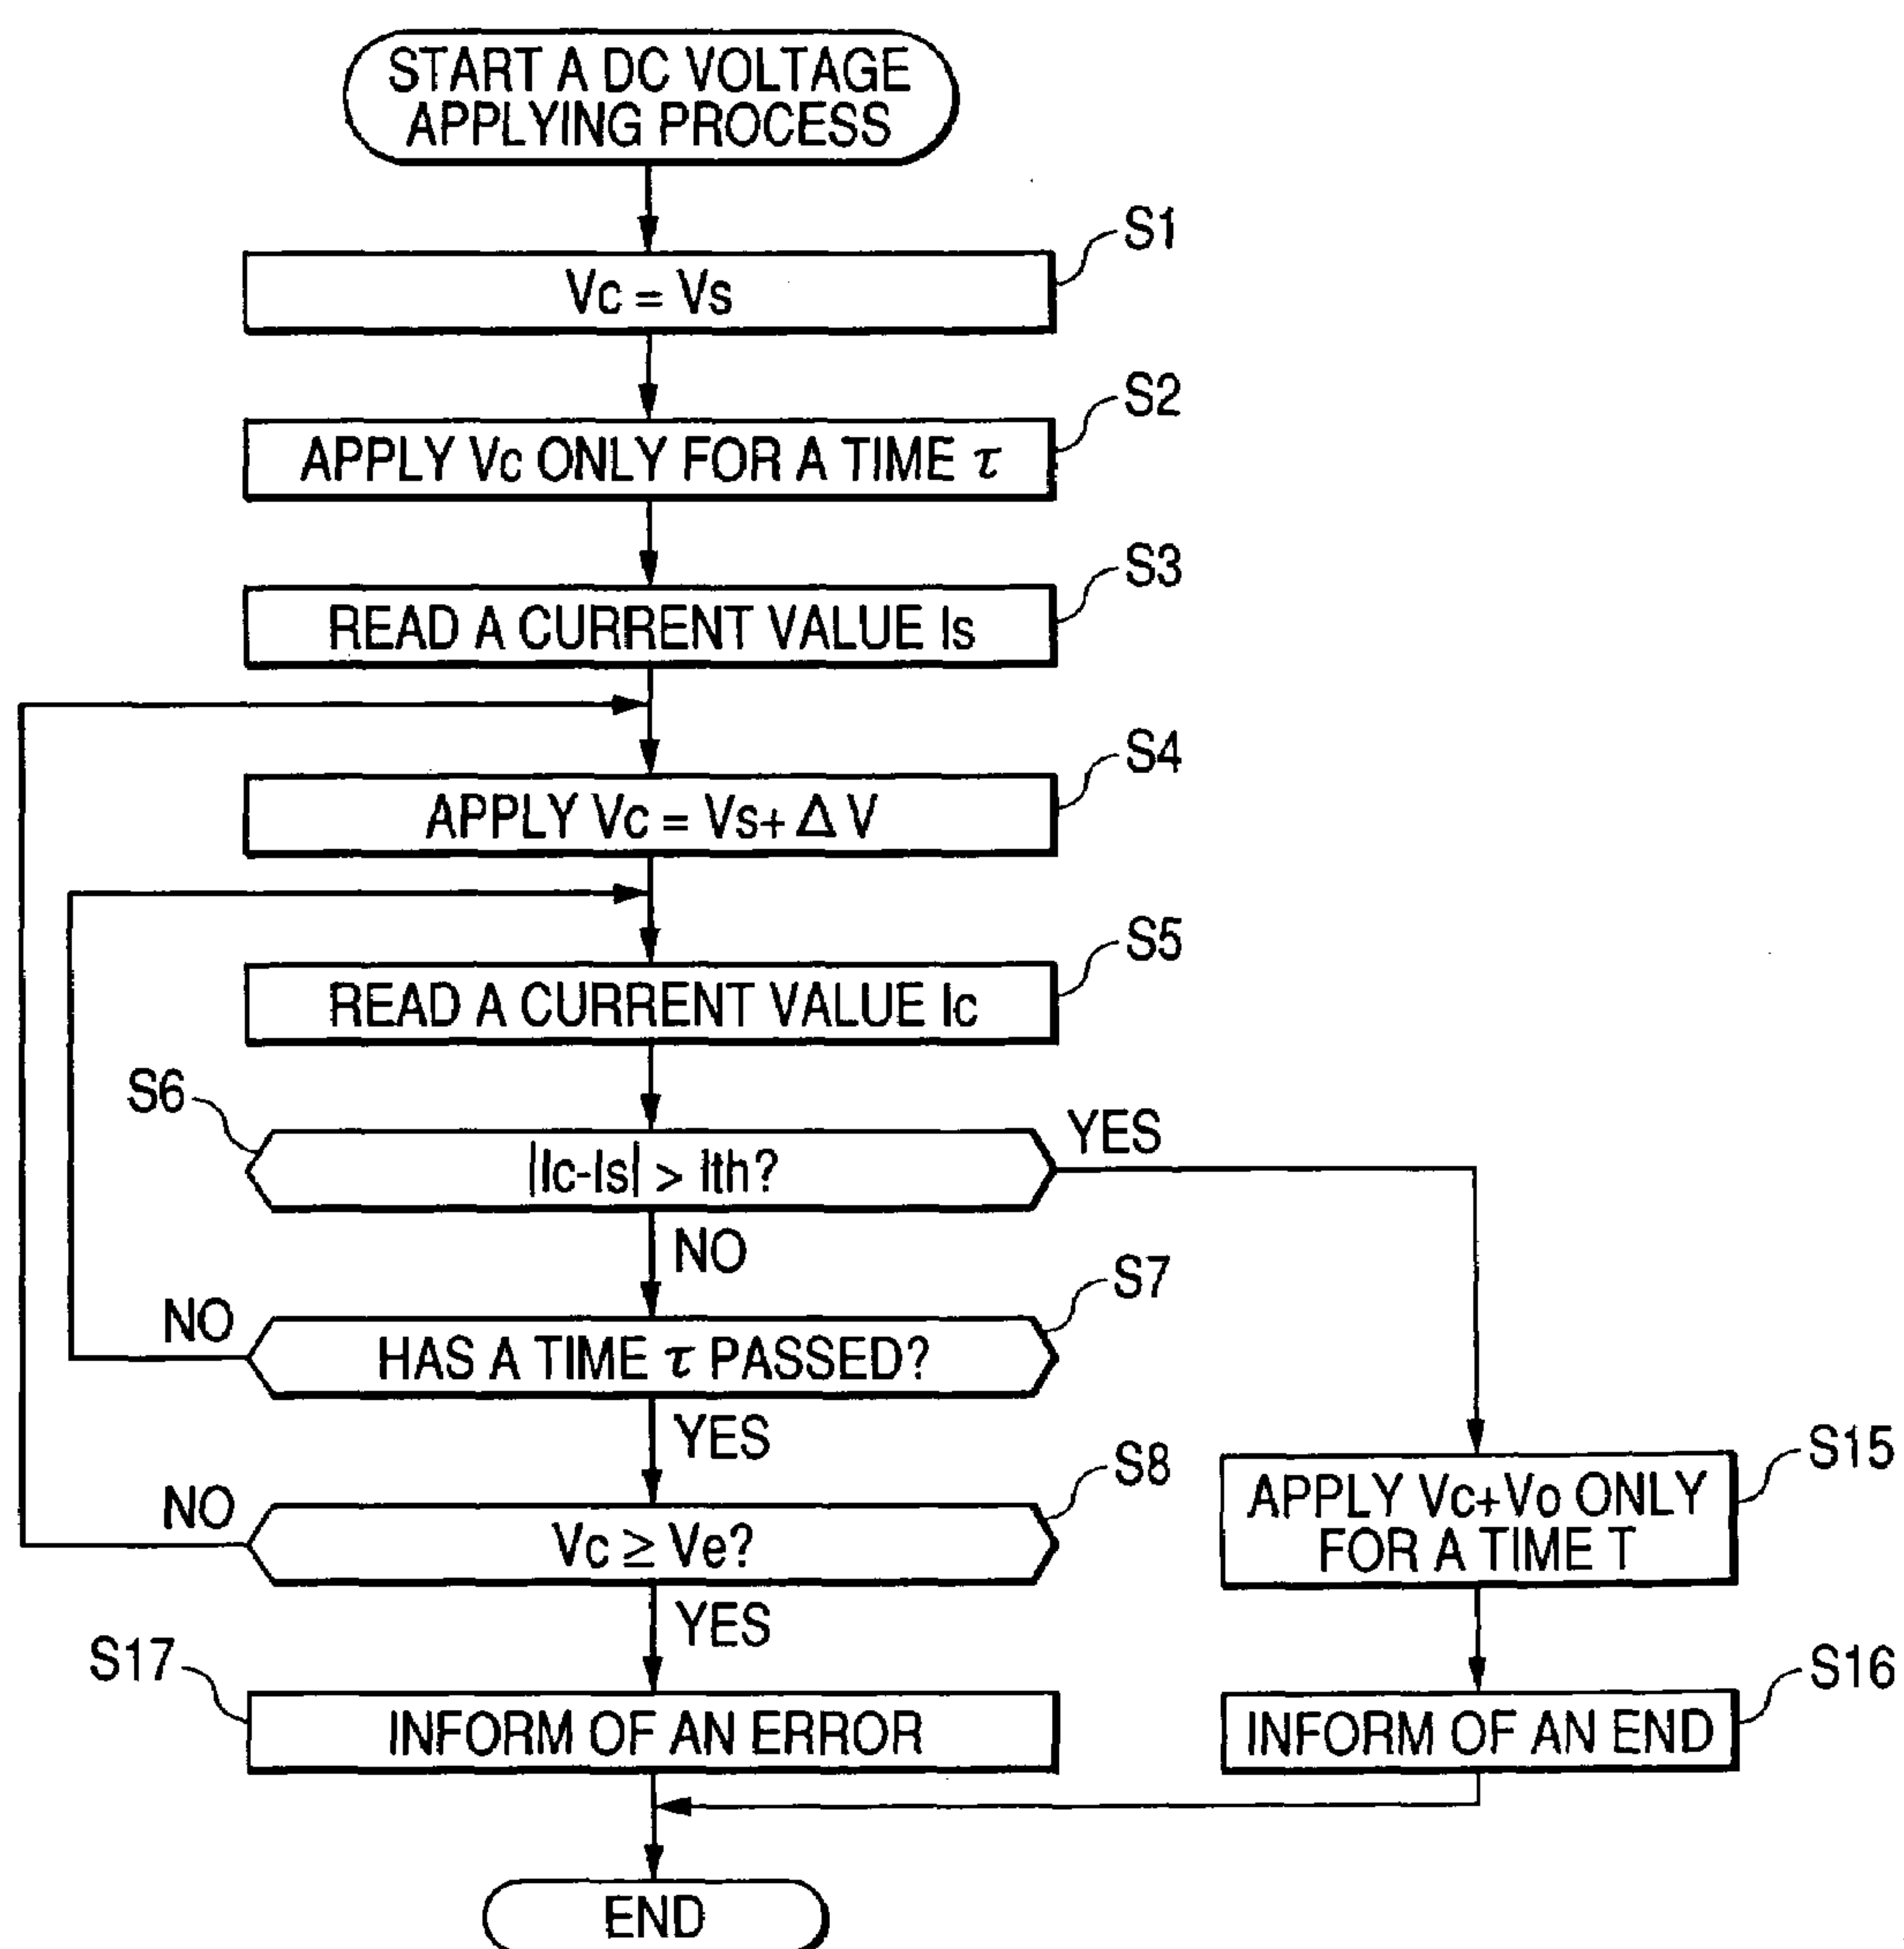 START A DC VOLTAGE
APPLYING PROCESS
S1
Vc = Vs
S2
APPLY Vc ONLY FOR A TIME τ
S3
READ A CURRENT VALUE Is
S4
APPLY Vc = Vs+ Δ V
S5
READ A CURRENT VALUE Ic
S6
|Ic-Is| > Ith?
YES
NO
S7
HAS A TIME τ PASSED?
NO
YES
S8
Vc ≥ Ve?
NO
YES
S15
APPLY Vc+Vo ONLY
FOR A TIME T
S17
INFORM OF AN ERROR
S16
INFORM OF AN END
END